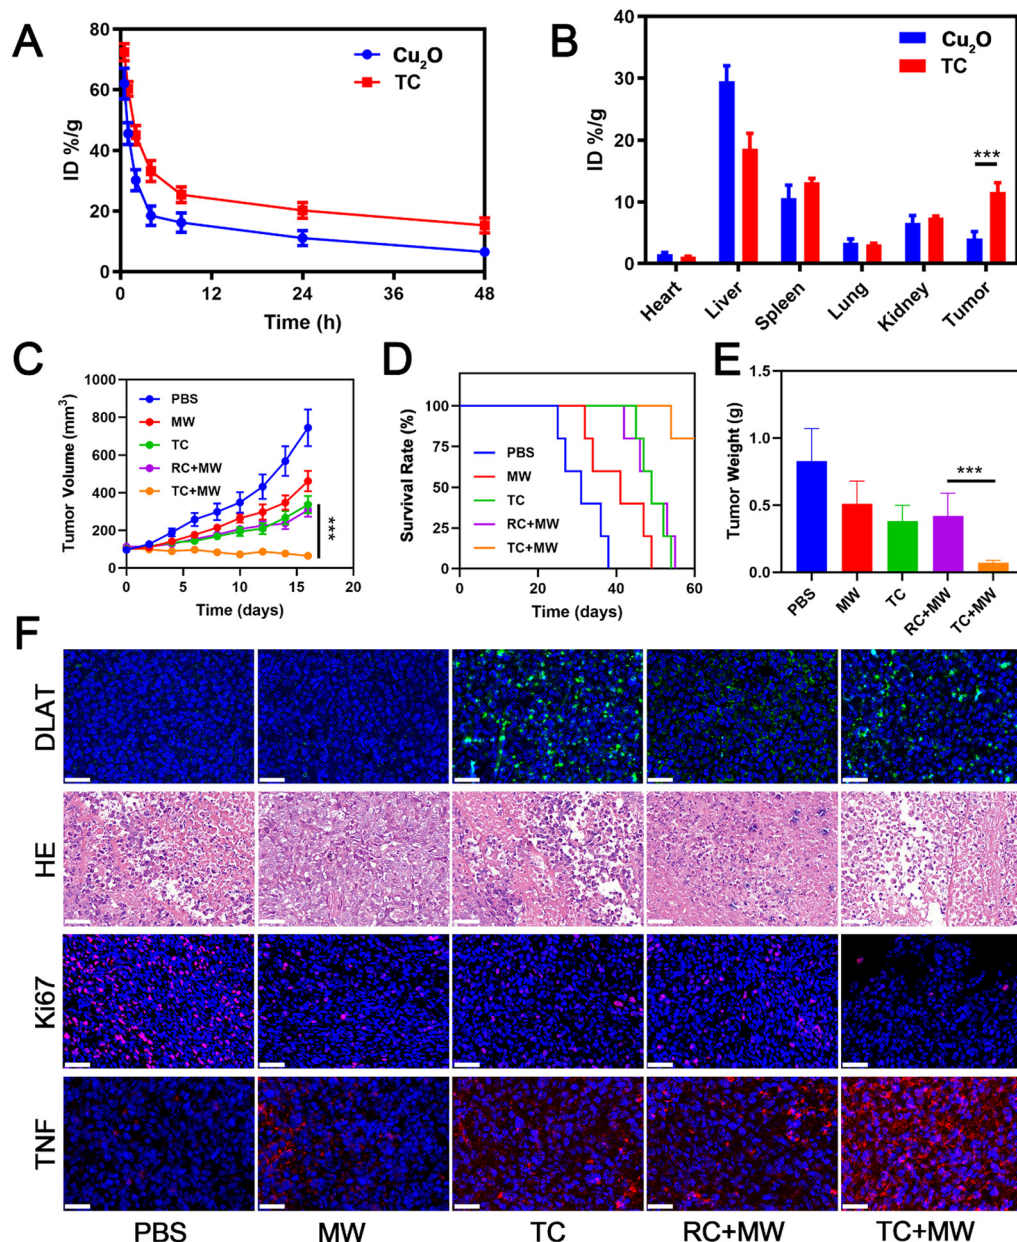 A
80
60
40
20
0
ID %/g
Cu2O
TC
0
12
24
36
48
Time (h)
B
40
30
20
10
0
ID %/g
Cu2O
TC
***
Heart
Liver
Spleen
Lung
Kidney
Tumor
C
1000
800
600
400
200
0
Tumor Volume (mm3)
PBS
MW
TC
RC+MW
TC+MW
***
0
5
10
15
20
Time (days)
D
100
75
50
25
0
Survival Rate (%)
PBS
MW
TC
RC+MW
TC+MW
0
20
40
60
Time (days)
E
1.5
1.0
0.5
0.0
Tumor Weight (g)
***
PBS
MW
TC
RC+MW
TC+MW
F
DLAT
HE
Ki67
TNF
PBS
MW
TC
RC+MW
TC+MW